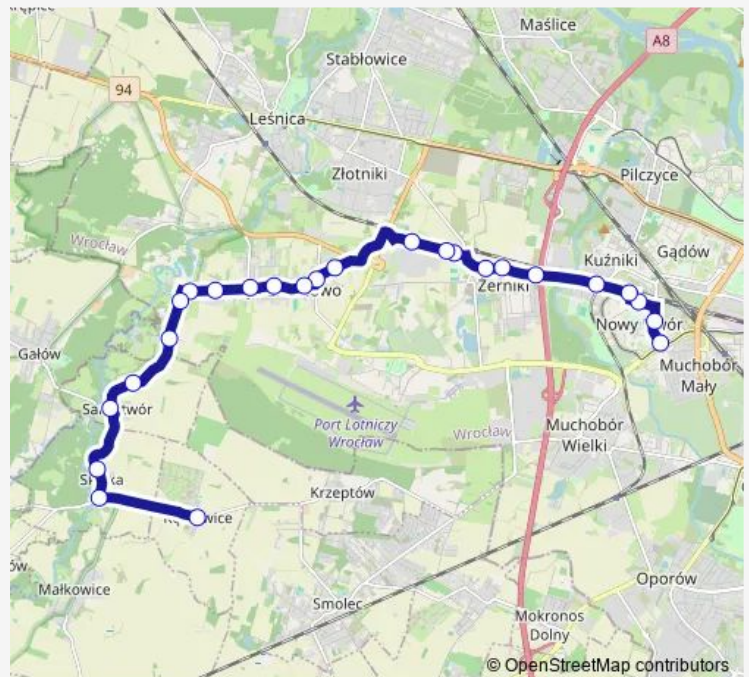 Maślice
A8
Stabłowice
94
Leśnica
Złotniki
Pilczyce
Wrocław
Kuźniki
Gądów
Żerniki
Nowy
Gałów
Muchobór
Mały
Port Lotniczy
Wrocław
Wrocław
Muchobór
Wielki
Krzeptów
Małkowice
Oporów
Smolec
Mokronos
Dolny
© OpenStreetMap contributors